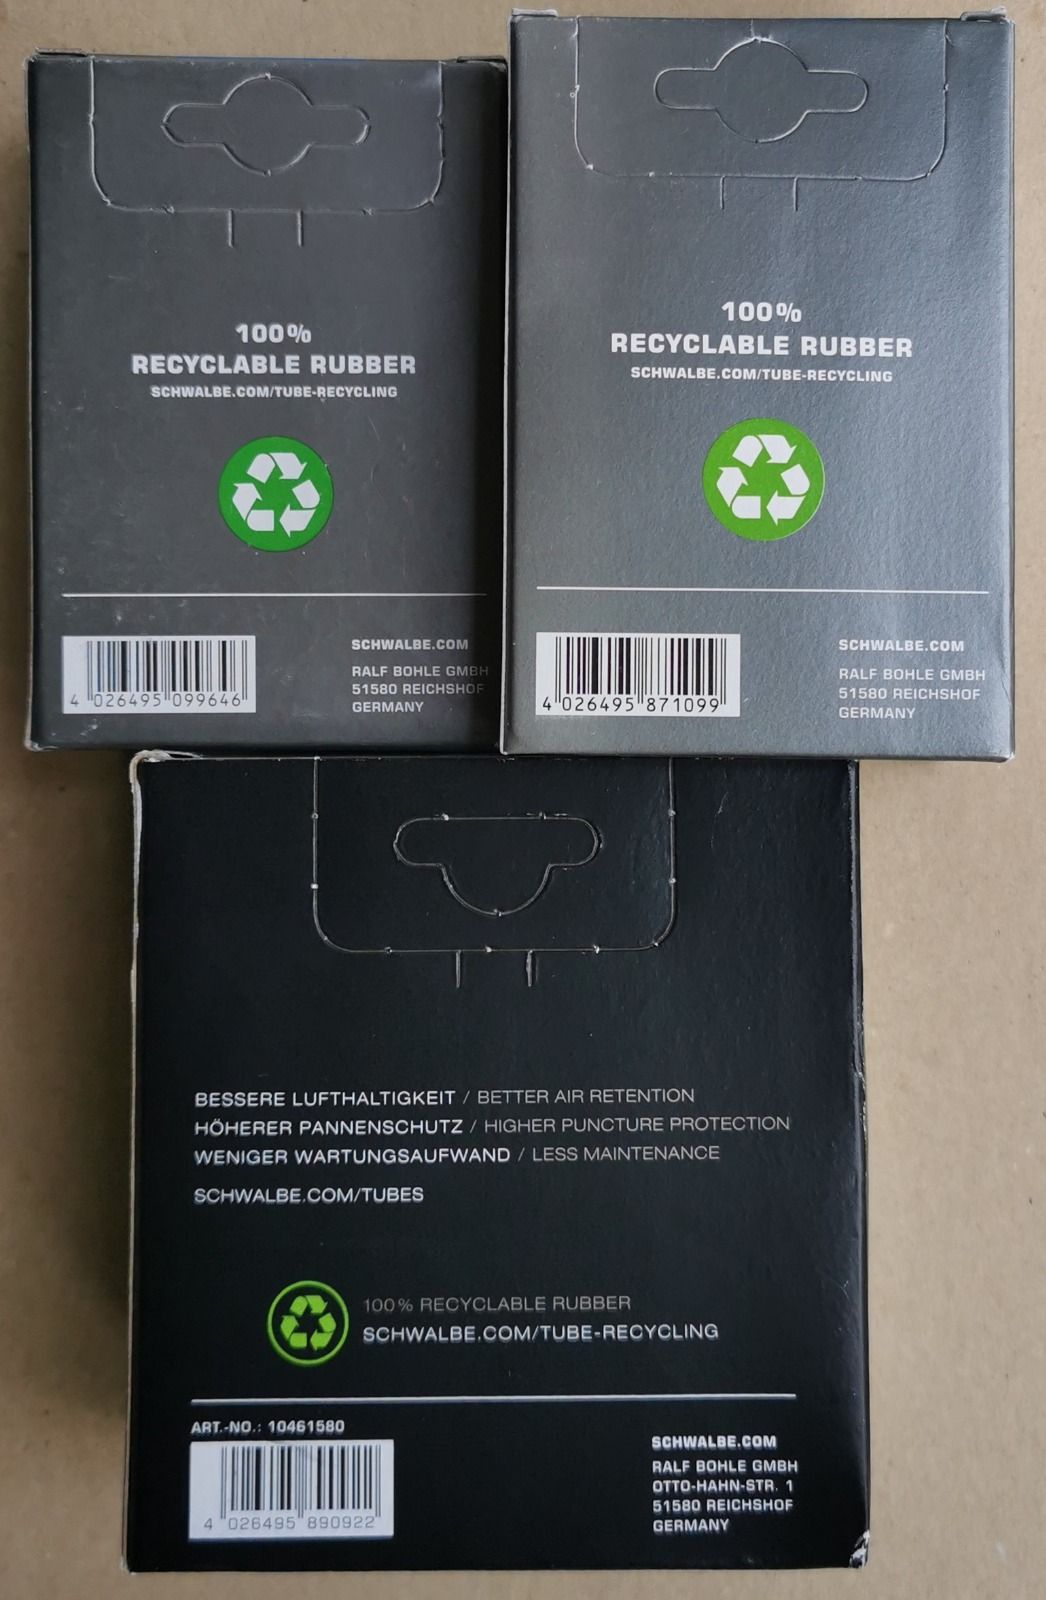 100%
RECYCLABLE RUBBER
SCHWALBE.COM/TUBE-RECYCLING
4 026495 099646
SCHWALBE.COM
RALF BOHLE GMBH
51580 REICHSHOF
GERMANY
100%
RECYCLABLE RUBBER
SCHWALBE.COM/TUBE-RECYCLING
4 026495 871099
SCHWALBE.COM
RALF BOHLE GMBH
51580 REICHSHOF
GERMANY
BESSERE LUFTHALTIGKEIT / BETTER AIR RETENTION
HÖHERER PANNENSCHUTZ / HIGHER PUNCTURE PROTECTION
WENIGER WARTUNGSAUFWAND / LESS MAINTENANCE
SCHWALBE.COM/TUBES
100% RECYCLABLE RUBBER
SCHWALBE.COM/TUBE-RECYCLING
ART.-NO.: 10461580
4 026495 890922
SCHWALBE.COM
RALF BOHLE GMBH
OTTO-HAHN-STR. 1
51580 REICHSHOF
GERMANY